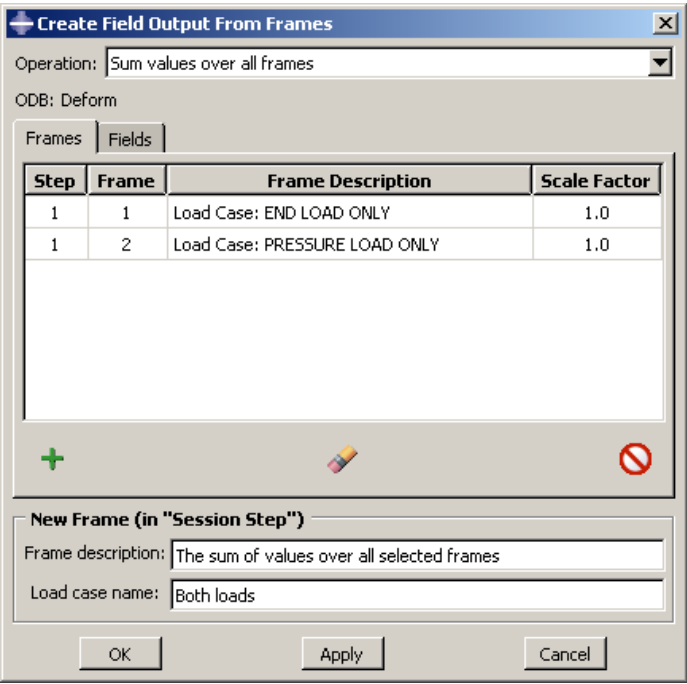 Create Field Output From Frames
Operation: Sum values over all frames
ODB: Deform
Frames Fields
Step Frame Frame Description Scale Factor
1 1 Load Case: END LOAD ONLY 1.0
1 2 Load Case: PRESSURE LOAD ONLY 1.0
New Frame (in "Session Step")
Frame description: The sum of values over all selected frames
Load case name: Both loads
OK Apply Cancel